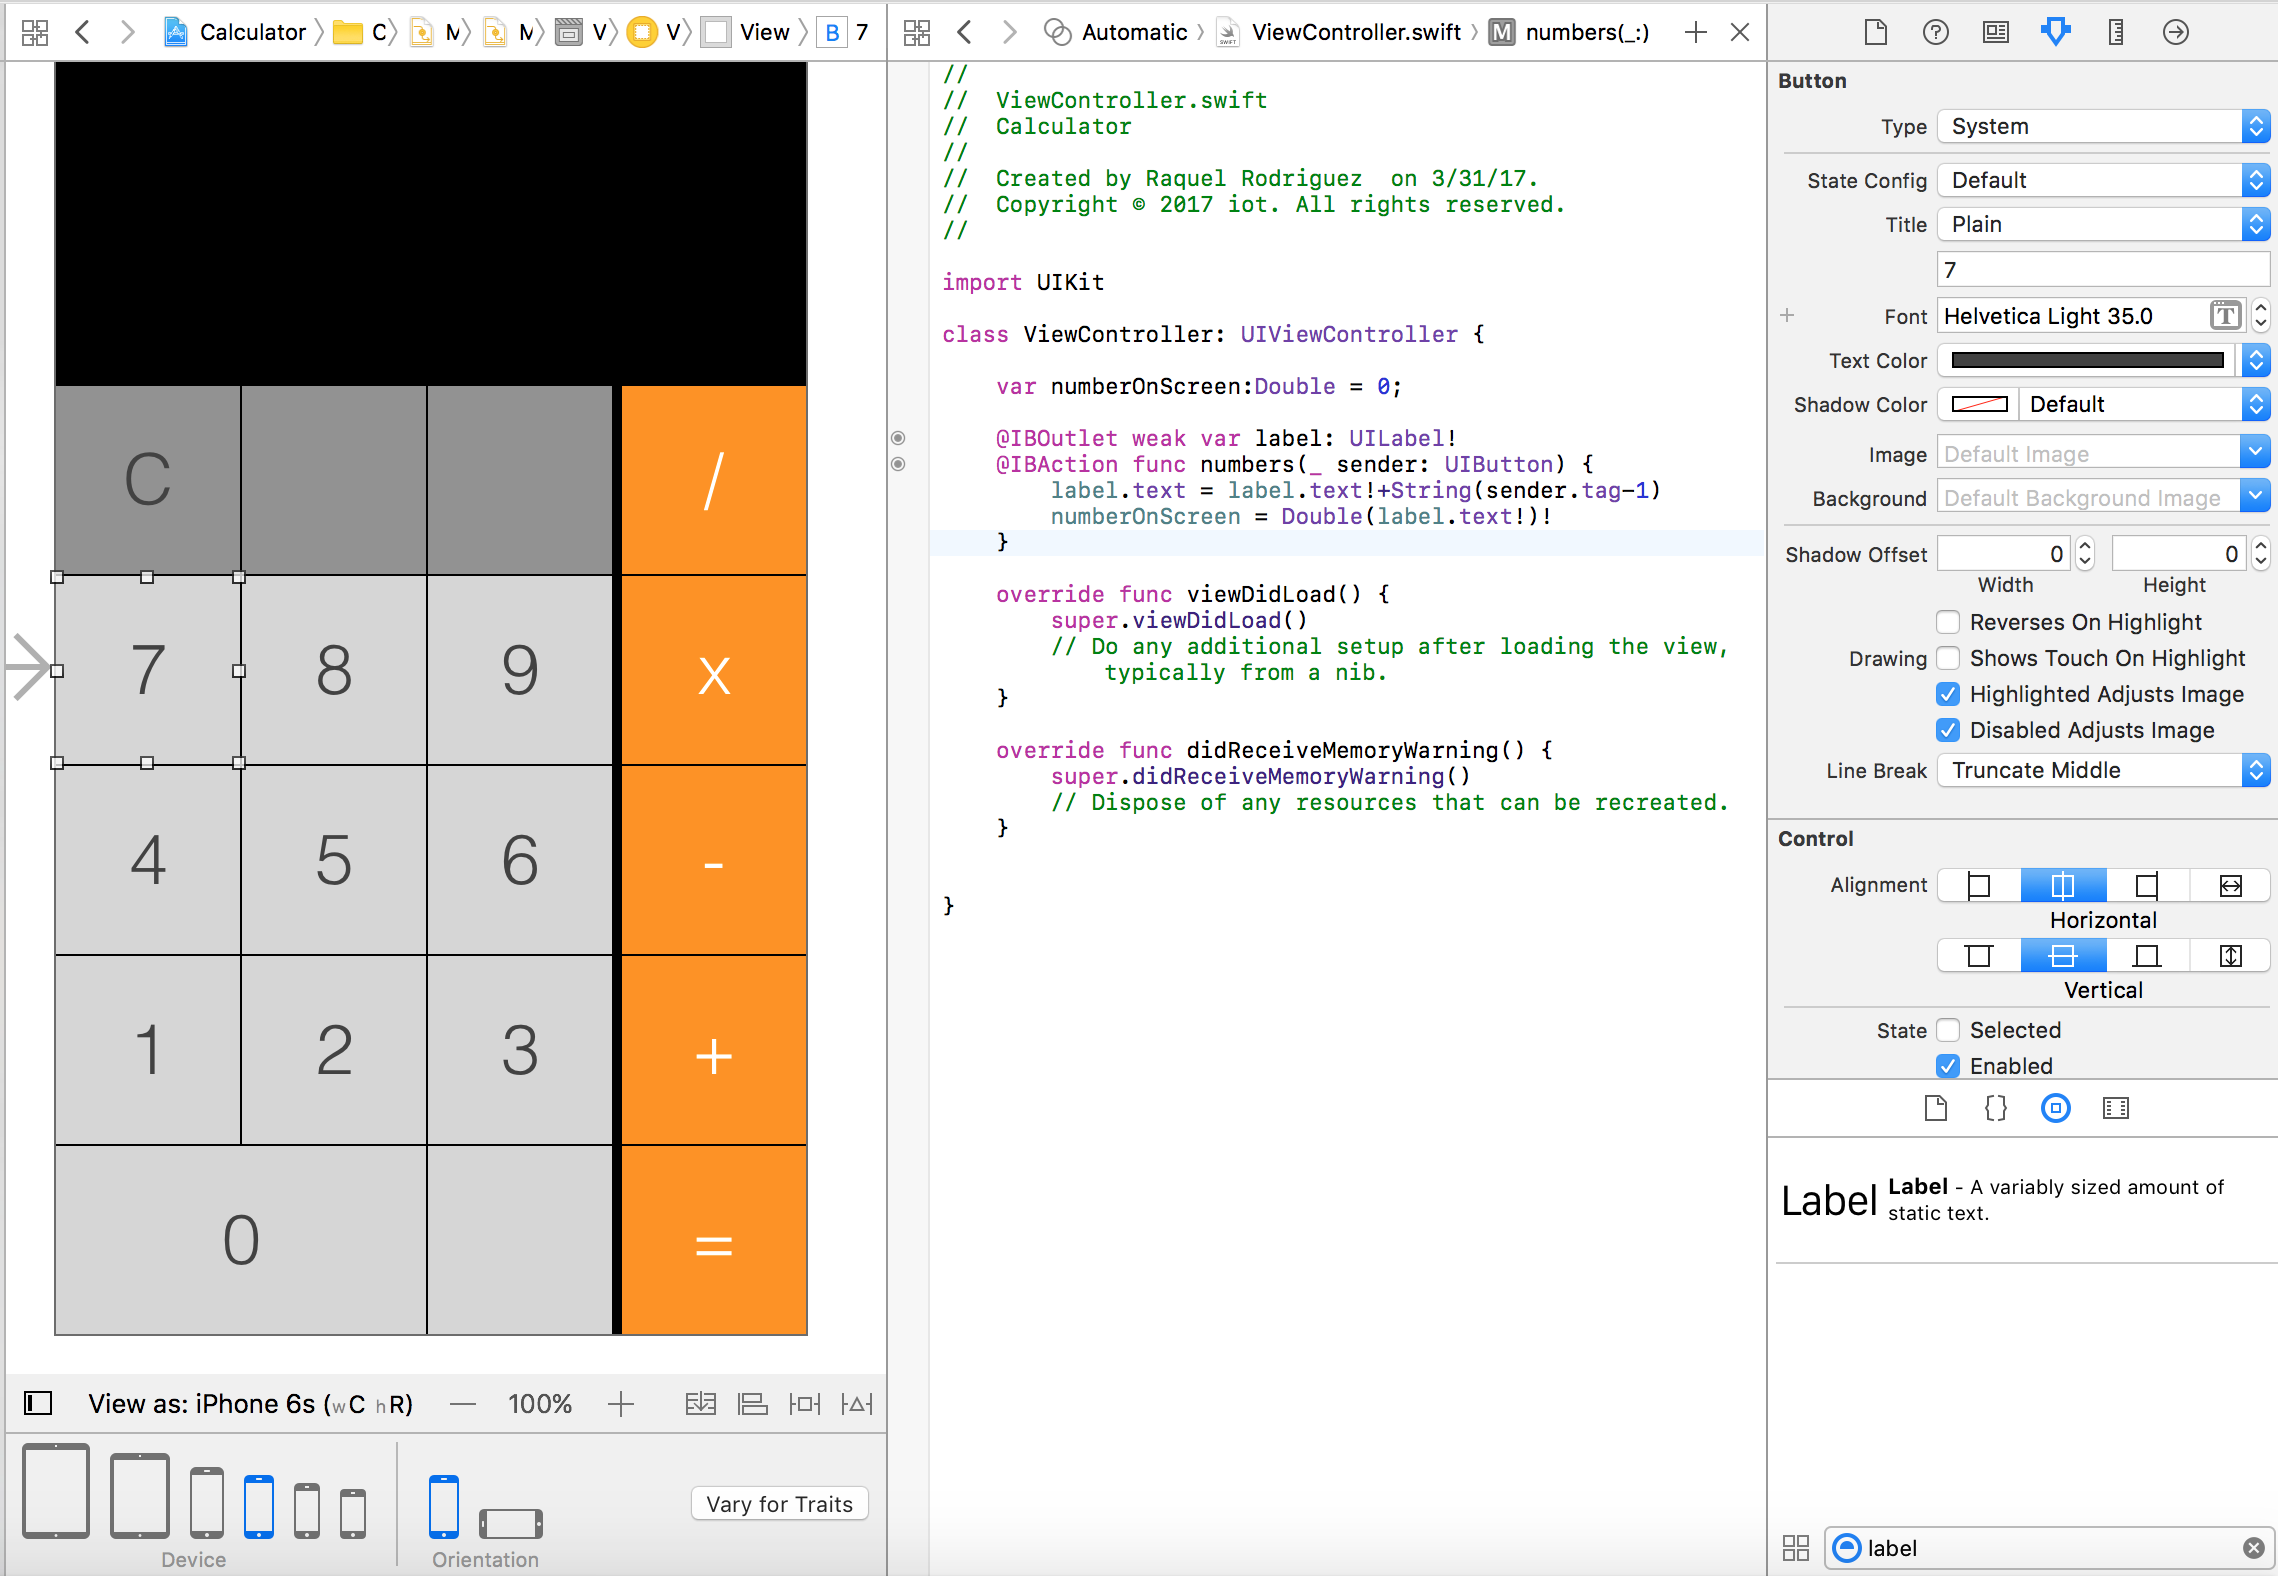 Calculator C M M V V View B 7
Automatic ViewController.swift M numbers(_:)
C
/
7 8 9 x
4 5 6 -
1 2 3 +
0 =
View as: iPhone 6s (wC hR) 100%
Device
Orientation
Vary for Traits
//
// ViewController.swift
// Calculator
//
// Created by Raquel Rodriguez  on 3/31/17.
// Copyright © 2017 iot. All rights reserved.
//
import UIKit
class ViewController: UIViewController {
var numberOnScreen:Double = 0;
@IBOutlet weak var label: UILabel!
@IBAction func numbers(_ sender: UIButton) {
label.text = label.text!+String(sender.tag-1)
numberOnScreen = Double(label.text!)!
}
override func viewDidLoad() {
super.viewDidLoad()
// Do any additional setup after loading the view,
typically from a nib.
}
override func didReceiveMemoryWarning() {
super.didReceiveMemoryWarning()
// Dispose of any resources that can be recreated.
}
}
Button
Type System
State Config Default
Title Plain
7
+ Font Helvetica Light 35.0 T
Text Color
Shadow Color Default
Image Default Image
Background Default Background Image
Shadow Offset 0 0
Width Height
Reverses On Highlight
Drawing Shows Touch On Highlight
Highlighted Adjusts Image
Disabled Adjusts Image
Line Break Truncate Middle
Control
Alignment
Horizontal
Vertical
State Selected
Enabled
{}
Label Label - A variably sized amount of
static text.
label